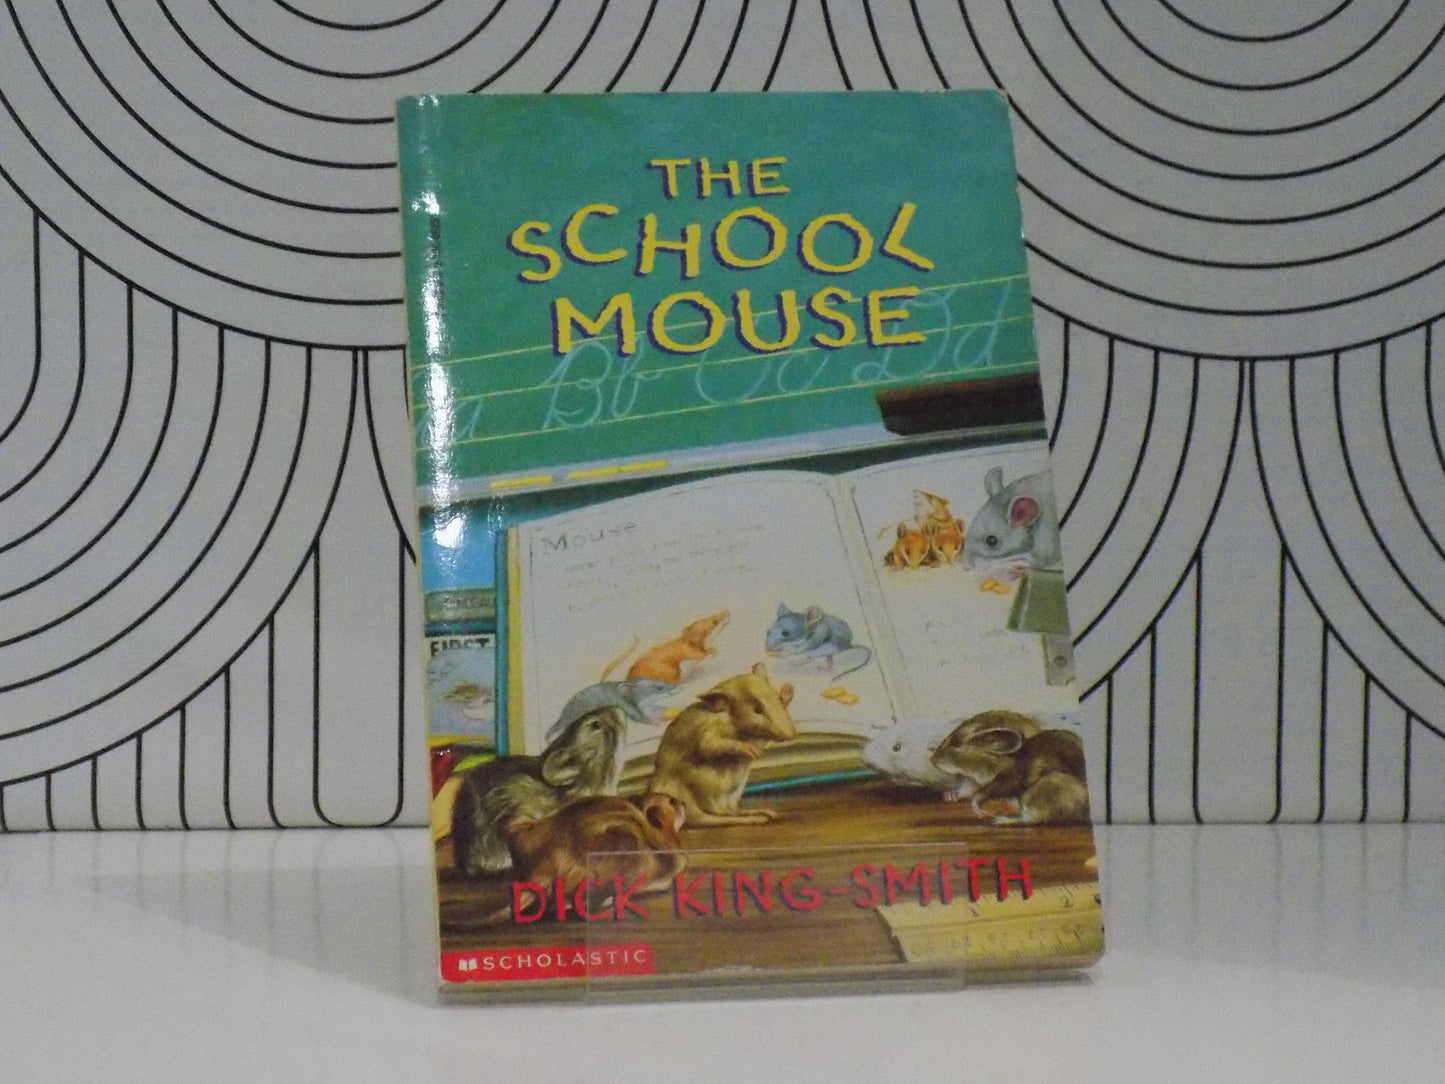 THE
SCHOOL
MOUSE
Bb Cc Dd
Mouse
FIRST
DICK KING-SMITH
SCHOLASTIC